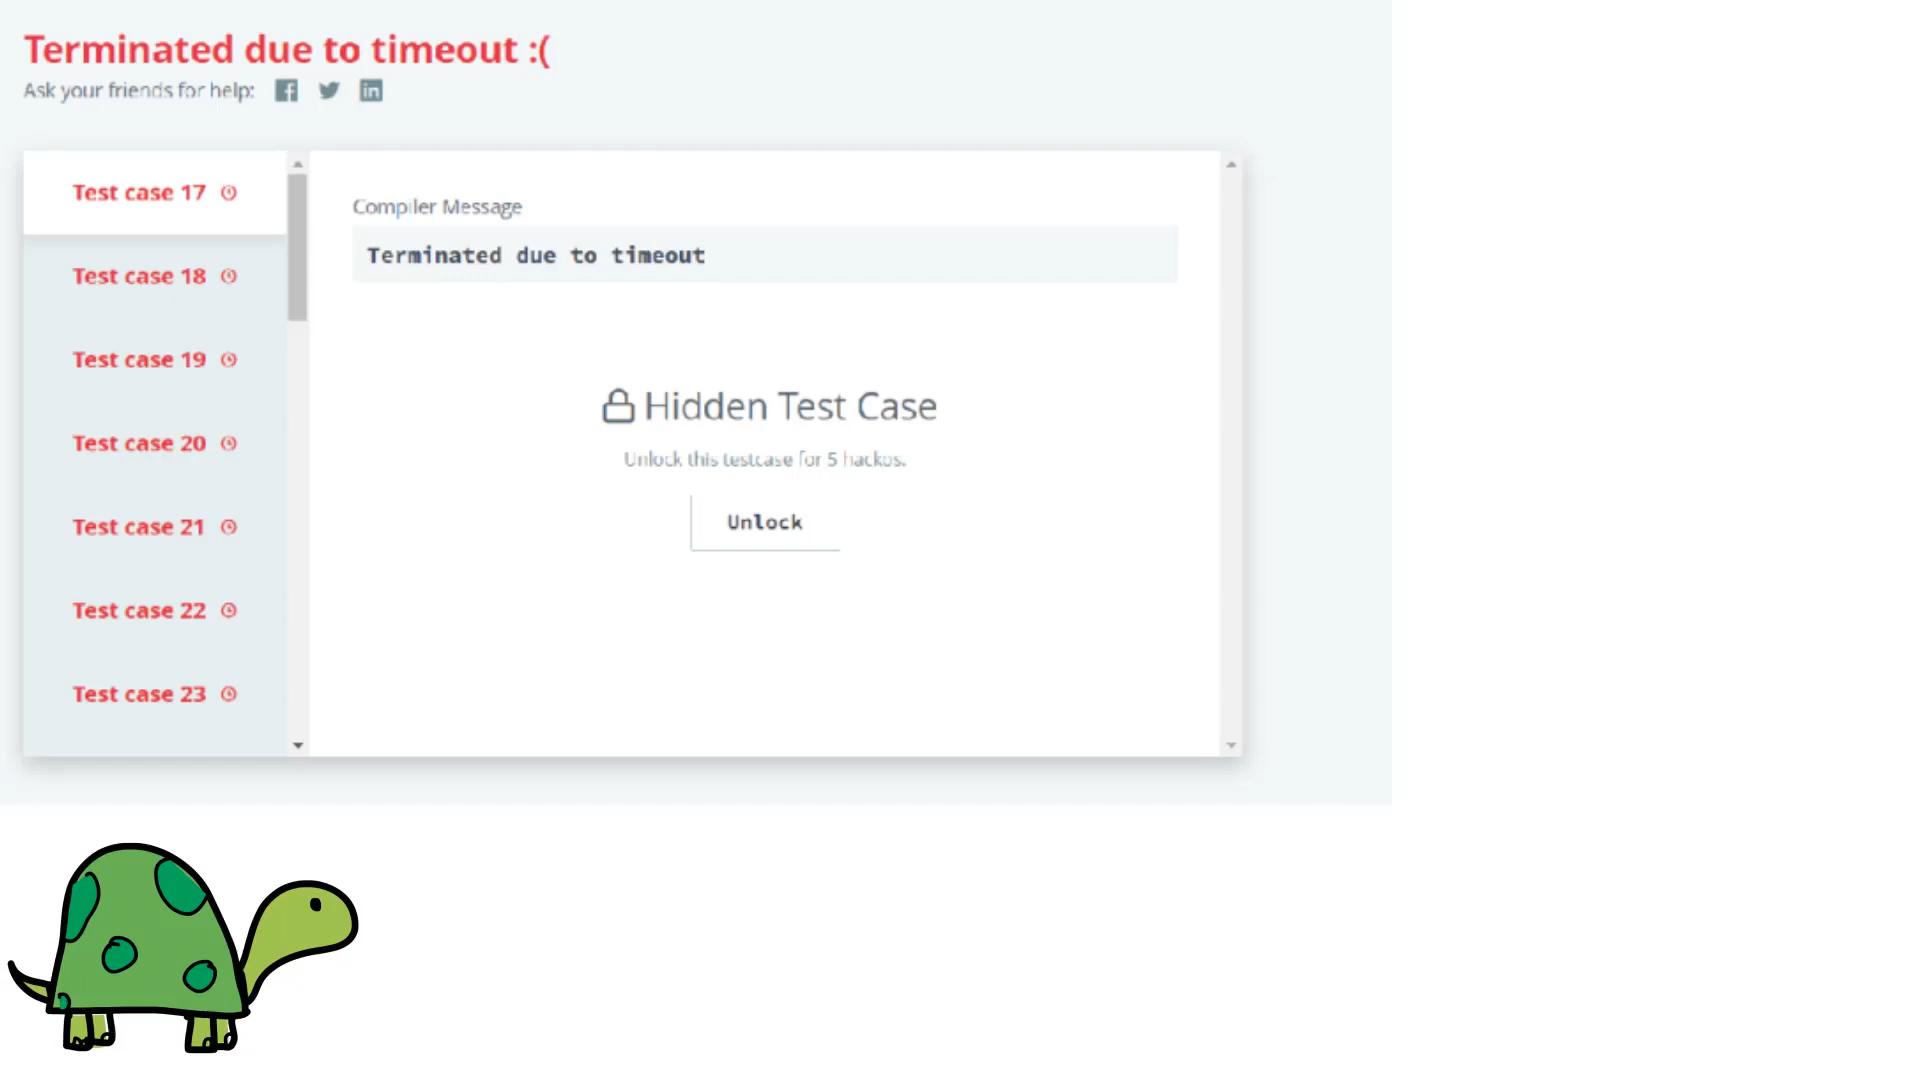 Terminated due to timeout :(
Ask your friends for help:
Test case 17
Test case 18
Test case 19
Test case 20
Test case 21
Test case 22
Test case 23
Compiler Message
Terminated due to timeout
Hidden Test Case
Unlock this testcase for 5 hackos.
Unlock